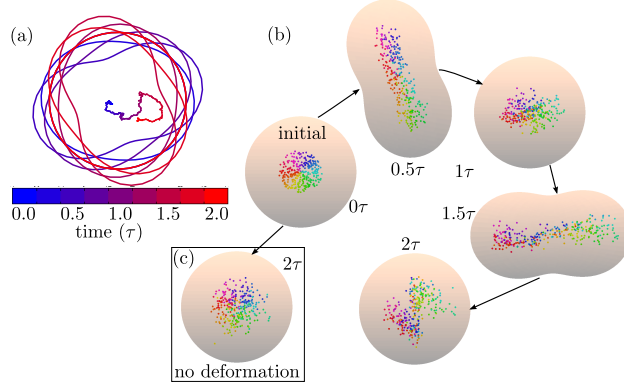 (a)
0.0 0.5 1.0 1.5 2.0
time (τ)
(b)
initial
0τ
0.5τ
1τ
1.5τ
2τ
(c)
2τ
no deformation